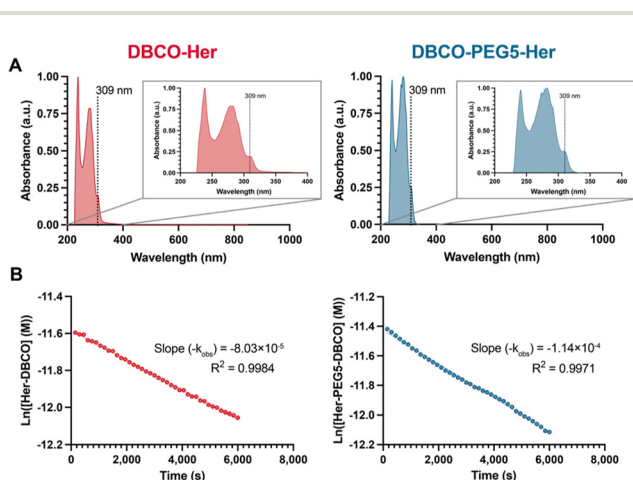 DBCO-Her
DBCO-PEG5-Her
A
Absorbance (a.u.)
1.00
0.75
0.50
0.25
0.00
309 nm
200 400 600 800 1000
Wavelength (nm)
Absorbance (a.u.)
1.00
0.75
0.50
0.25
0.00
309 nm
200 250 300 350 400
Wavelength (nm)
Absorbance (a.u.)
1.00
0.75
0.50
0.25
0.00
309 nm
200 400 600 800 1000
Wavelength (nm)
Absorbance (a.u.)
1.00
0.75
0.50
0.25
0.00
309 nm
200 250 300 350 400
Wavelength (nm)
B
Ln([Her-DBCO] (M))
-11.4
-11.6
-11.8
-12.0
-12.2
Slope (-kobs) = -8.03×10⁻⁵
R² = 0.9984
0 2,000 4,000 6,000 8,000
Time (s)
Ln([Her-PEG5-DBCO] (M))
-11.2
-11.4
-11.6
-11.8
-12.0
-12.2
Slope (-kobs) = -1.14×10⁻⁴
R² = 0.9971
0 2,000 4,000 6,000 8,000
Time (s)